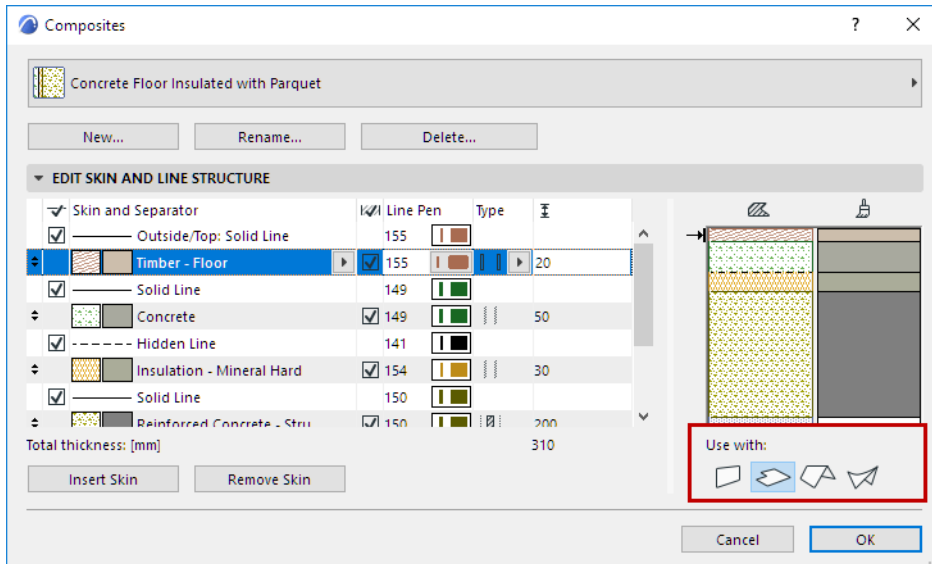 Composites
?
Concrete Floor Insulated with Parquet
New...
Rename...
Delete...
EDIT SKIN AND LINE STRUCTURE
Skin and Separator
Line Pen
Type
Outside/Top: Solid Line
155
Timber - Floor
155
20
Solid Line
149
Concrete
149
50
Hidden Line
141
Insulation - Mineral Hard
154
30
Solid Line
150
Reinforced Concrete - Stru
150
200
Total thickness: [mm]
310
Use with:
Insert Skin
Remove Skin
Cancel
OK